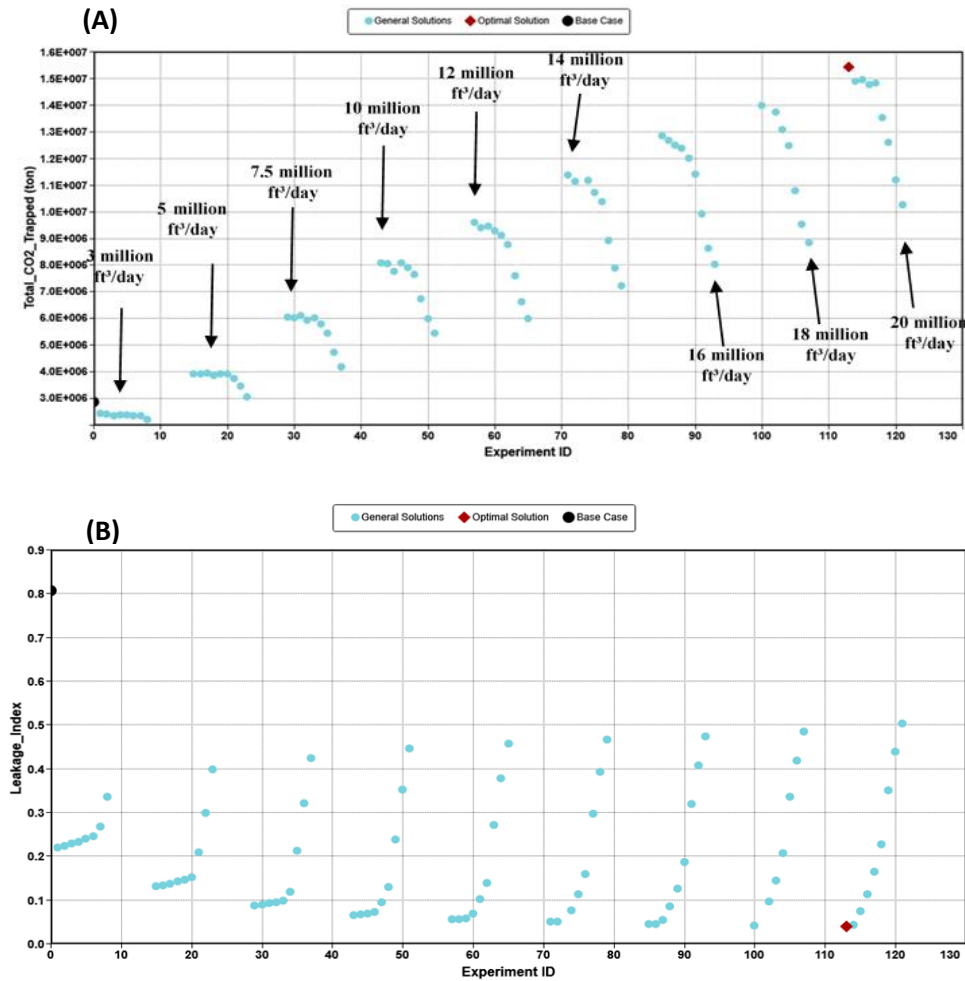 (A)
General Solutions Optimal Solution Base Case
Total_CO2_Trapped (ton)
1.6E+007
1.5E+007
1.4E+007
1.3E+007
1.2E+007
1.1E+007
1.0E+007
9.0E+006
8.0E+006
7.0E+006
6.0E+006
5.0E+006
4.0E+006
3.0E+006
3 million
ft³/day
5 million
ft³/day
7.5 million
ft³/day
10 million
ft³/day
12 million
ft³/day
14 million
ft³/day
16 million
ft³/day
18 million
ft³/day
20 million
ft³/day
0 10 20 30 40 50 60 70 80 90 100 110 120 130
Experiment ID
(B)
General Solutions Optimal Solution Base Case
Leakage_Index
0.9
0.8
0.7
0.6
0.5
0.4
0.3
0.2
0.1
0.0
0 10 20 30 40 50 60 70 80 90 100 110 120 130
Experiment ID